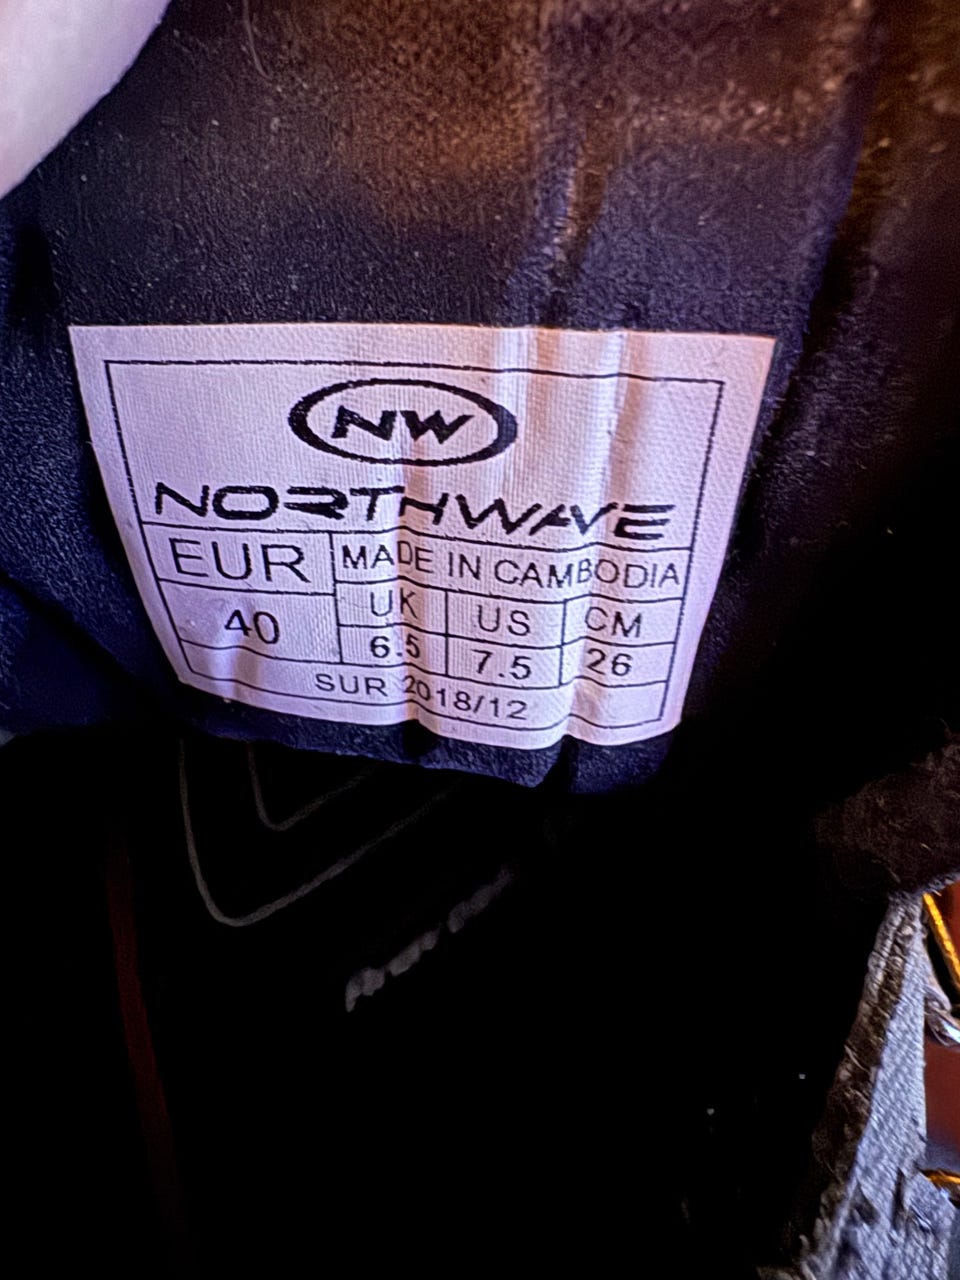 NW
NORTHWAVE
EUR MADE IN CAMBODIA
UK US CM
40 6.5 7.5 26
SUR 2018/12